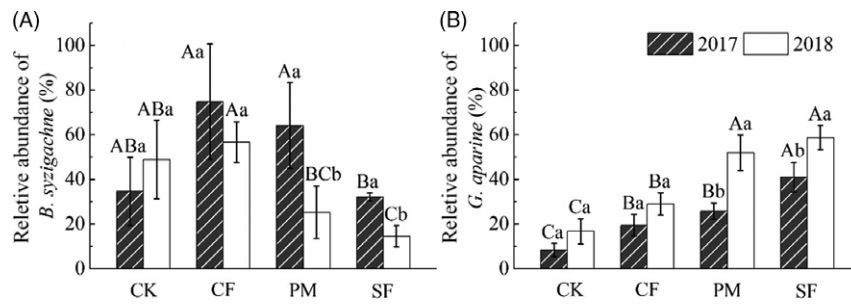 (A)
Reletive abundance of
B. syzigachne (%)
100
80
60
40
20
0
ABa
ABa
Aa
Aa
Aa
BCb
Ba
Cb
CK
CF
PM
SF
(B)
Reletive abundance of
G. aparine (%)
100
80
60
40
20
0
2017
2018
Ca
Ca
Ba
Ba
Bb
Aa
Ab
Aa
CK
CF
PM
SF